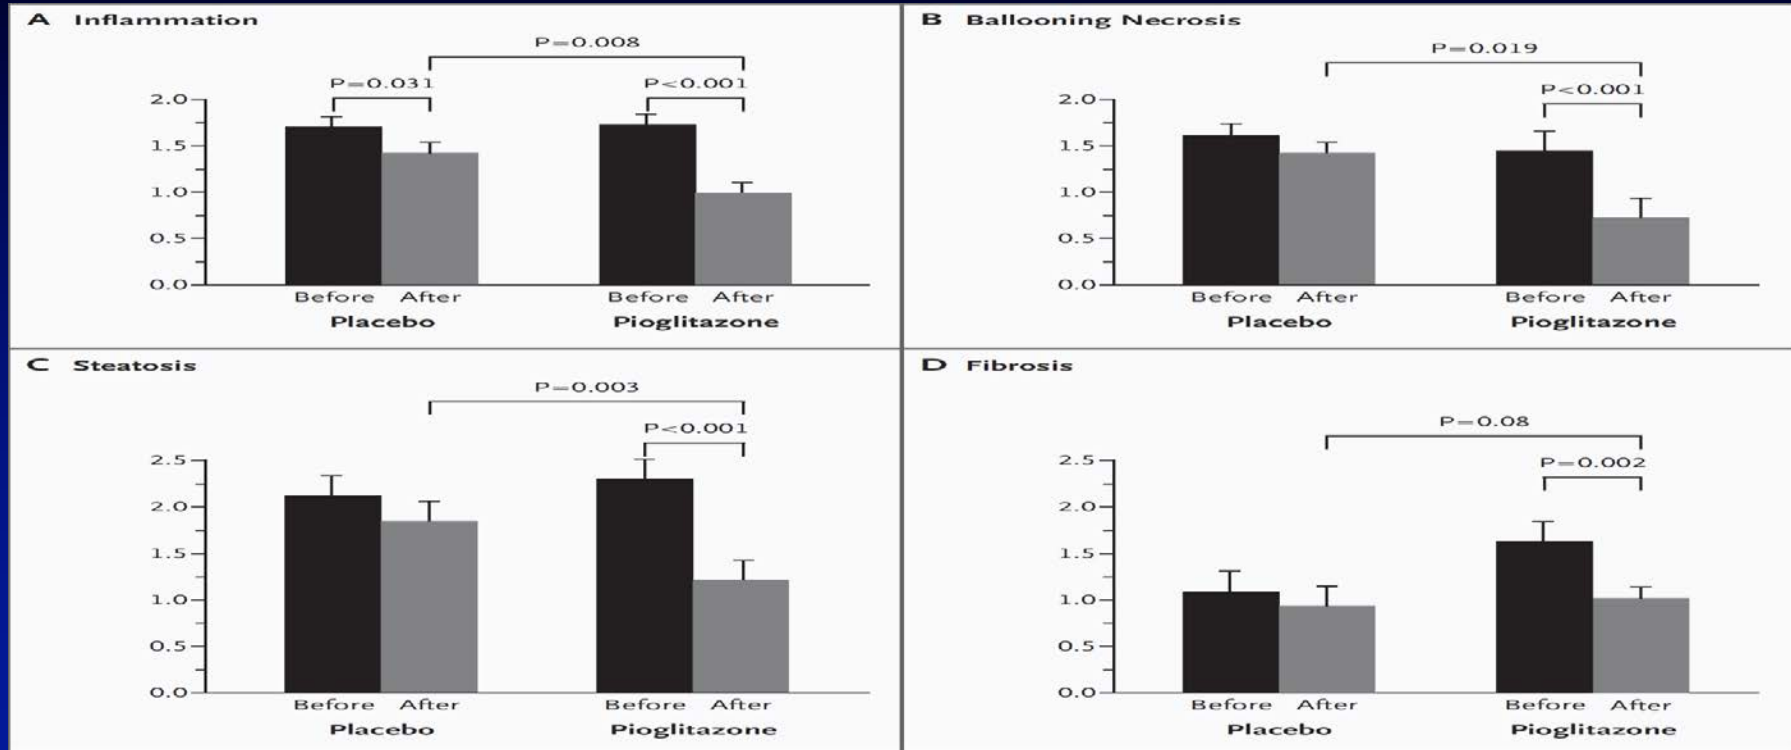 A Inflammation
P=0.008
P=0.031
P<0.001
2.0
1.5
1.0
0.5
0.0
Before After
Before After
Placebo
Pioglitazone
B Ballooning Necrosis
P=0.019
P<0.001
2.0
1.5
1.0
0.5
0.0
Before After
Before After
Placebo
Pioglitazone
C Steatosis
P=0.003
P<0.001
2.5
2.0
1.5
1.0
0.5
0.0
Before After
Before After
Placebo
Pioglitazone
D Fibrosis
P=0.08
P=0.002
2.5
2.0
1.5
1.0
0.5
0.0
Before After
Before After
Placebo
Pioglitazone